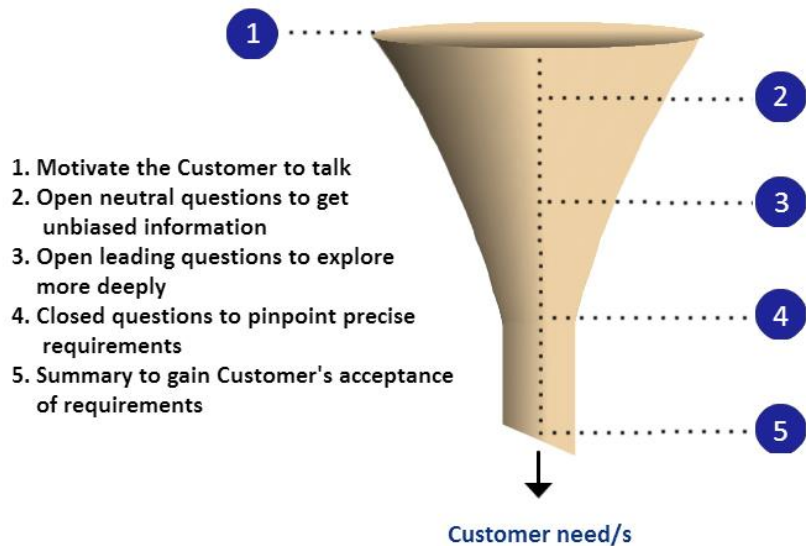 1
2
3
4
5
1. Motivate the Customer to talk
2. Open neutral questions to get
unbiased information
3. Open leading questions to explore
more deeply
4. Closed questions to pinpoint precise
requirements
5. Summary to gain Customer's acceptance
of requirements
Customer need/s